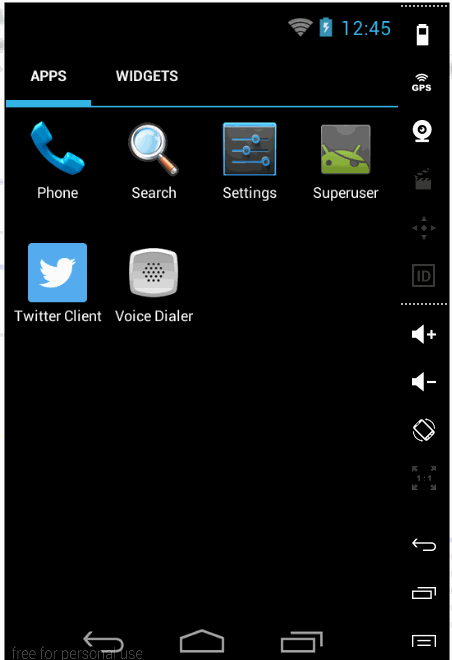 12:45
APPS WIDGETS
GPS
Phone Search Settings Superuser
ID
Twitter Client Voice Dialer
1:1
free for personal use